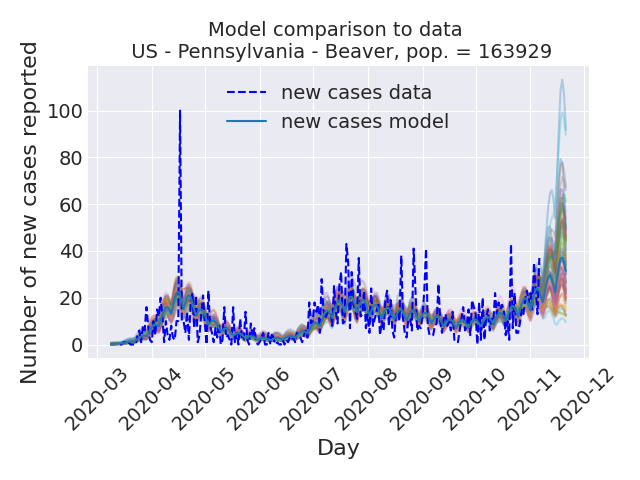 Model comparison to data
US - Pennsylvania - Beaver, pop. = 163929
new cases data
new cases model
Number of new cases reported
100
80
60
40
20
0
2020-03
2020-04
2020-05
2020-06
2020-07
2020-08
2020-09
2020-10
2020-11
2020-12
Day